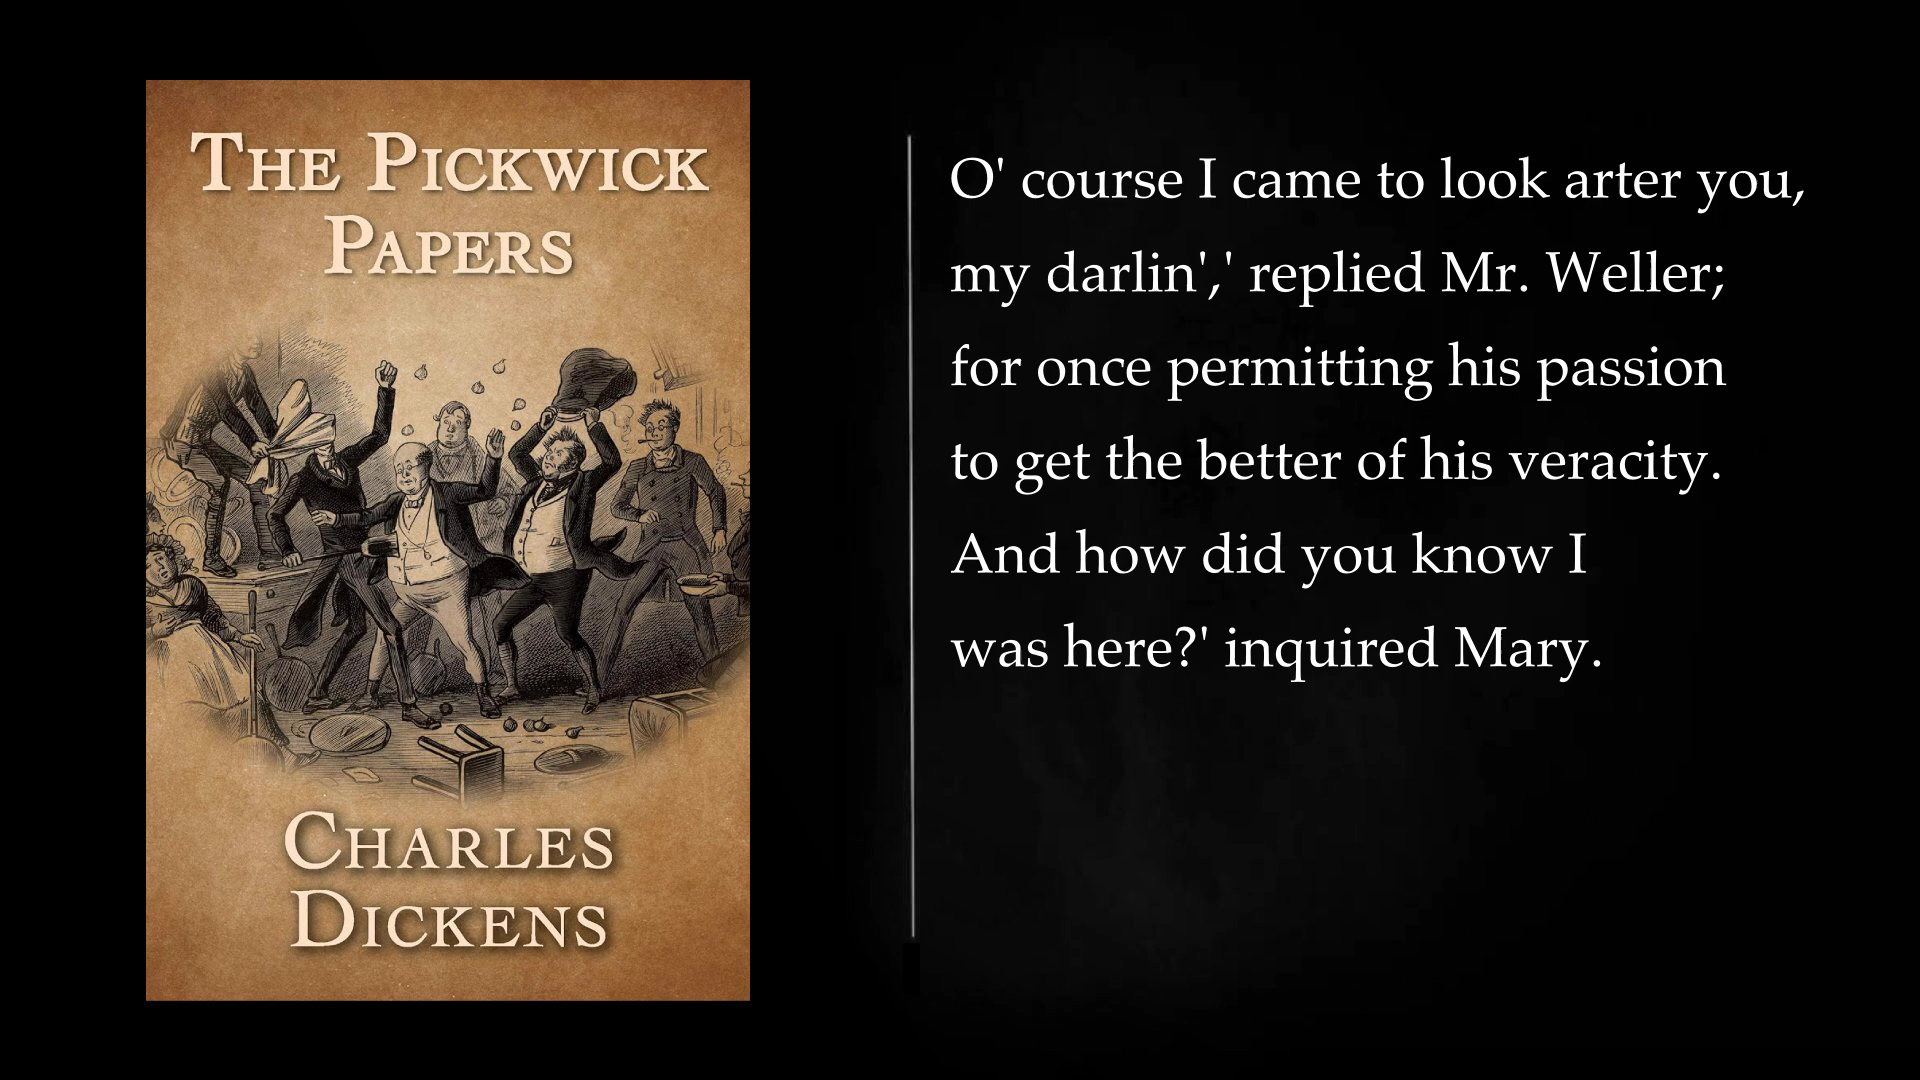 The Pickwick
Papers
Charles
Dickens
O' course I came to look arter you,
my darlin',' replied Mr. Weller;
for once permitting his passion
to get the better of his veracity.
And how did you know I
was here?' inquired Mary.